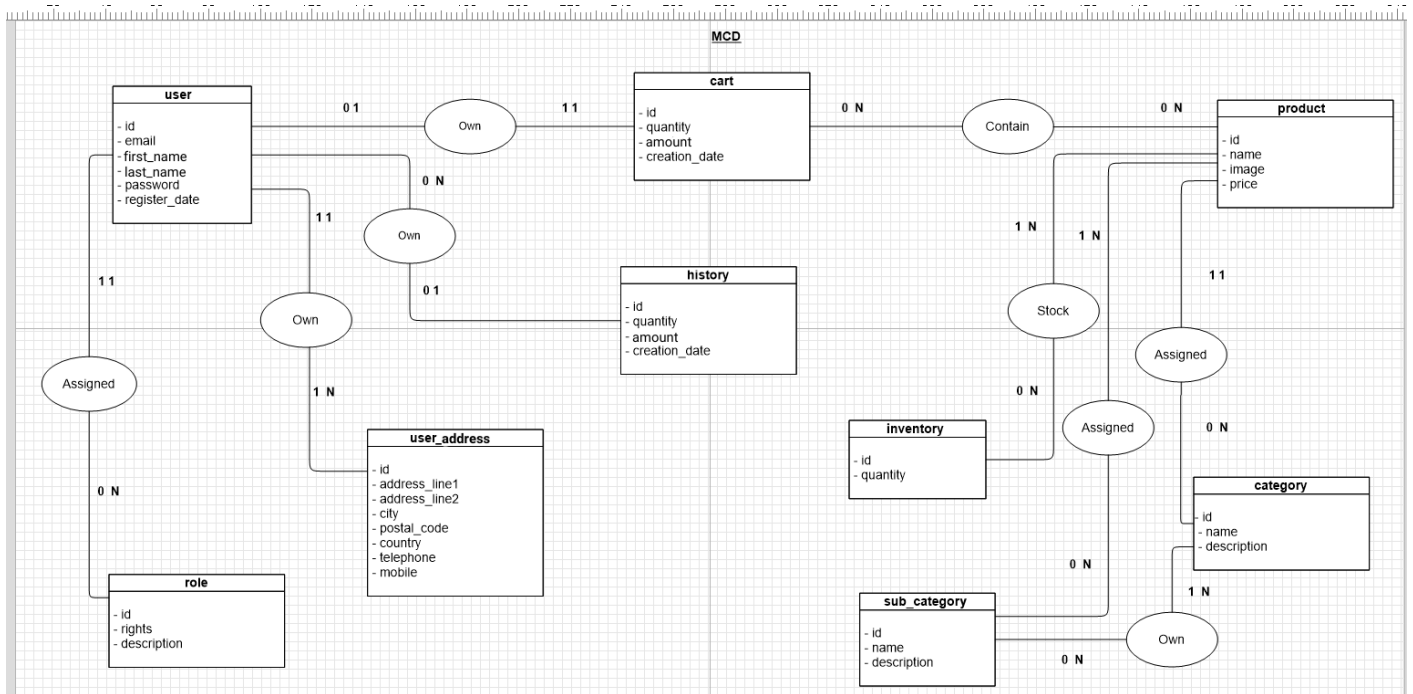 MCD
user
- id
- email
- first_name
- last_name
- password
- register_date
0 1
Own
1 1
cart
- id
- quantity
- amount
- creation_date
0 N
Contain
0 N
product
- id
- name
- image
- price
0 N
Own
0 1
history
- id
- quantity
- amount
- creation_date
1 1
Own
1 N
user_address
- id
- address_line1
- address_line2
- city
- postal_code
- country
- telephone
- mobile
1 1
Assigned
0 N
role
- id
- rights
- description
1 N
Stock
0 N
inventory
- id
- quantity
1 N
Assigned
0 N
sub_category
- id
- name
- description
1 1
Assigned
0 N
category
- id
- name
- description
1 N
Own
0 N